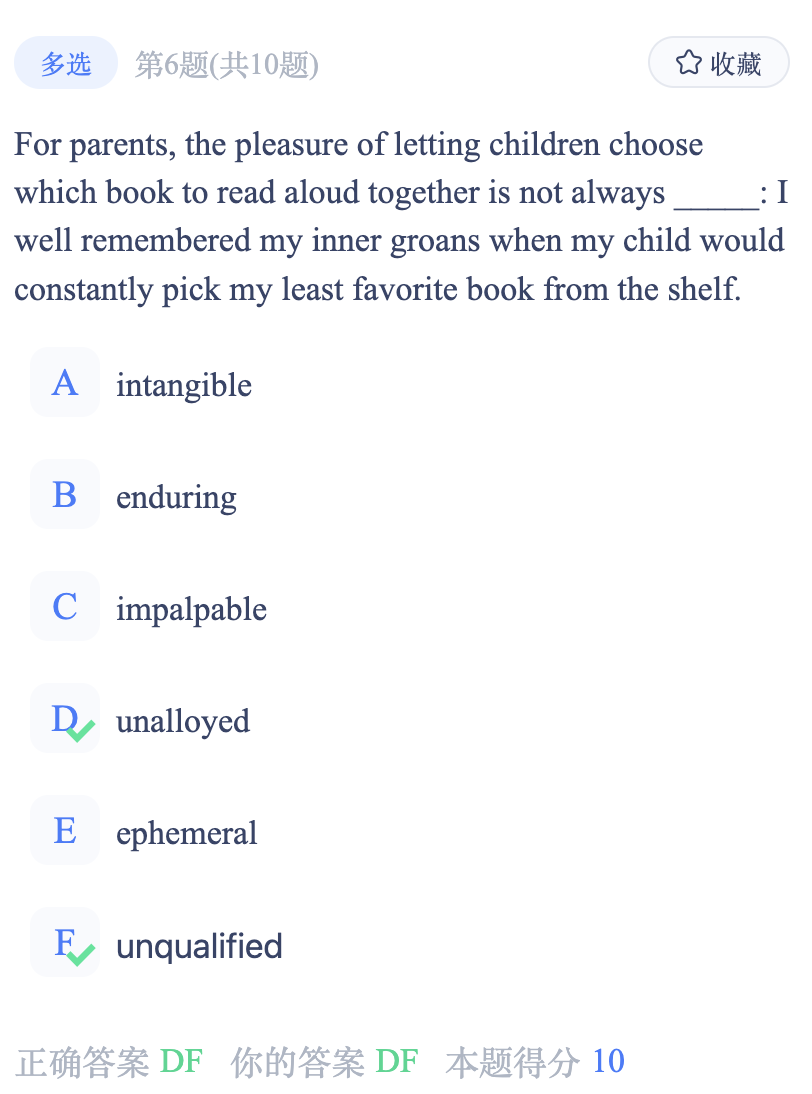 多选 第6题(共10题) 收藏
For parents, the pleasure of letting children choose
which book to read aloud together is not always _____: I
well remembered my inner groans when my child would
constantly pick my least favorite book from the shelf.
A intangible
B enduring
C impalpable
D unalloyed
E ephemeral
F unqualified
正确答案 DF 你的答案 DF 本题得分 10